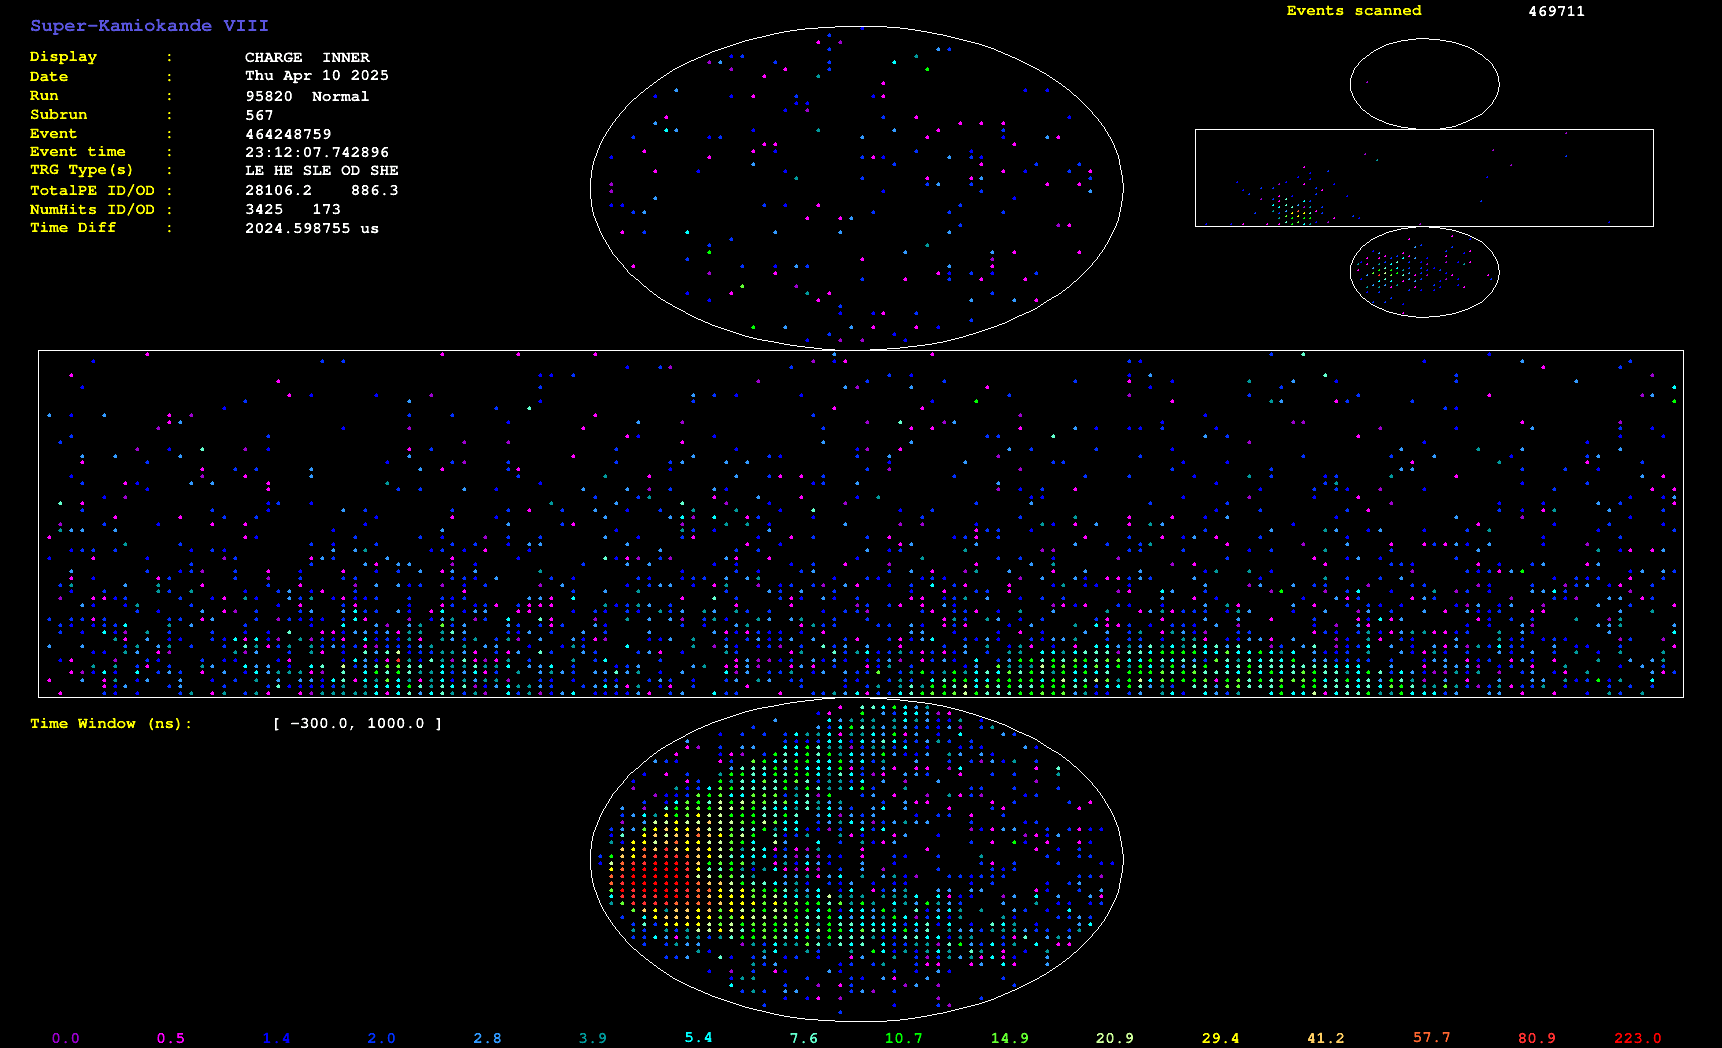 Super-Kamiokande VIII
Display : CHARGE INNER
Date : Thu Apr 10 2025
Run : 95820 Normal
Subrun : 567
Event : 464248759
Event time : 23:12:07.742896
TRG Type(s) : LE HE SLE OD SHE
TotalPE ID/OD : 28106.2 886.3
NumHits ID/OD : 3425 173
Time Diff : 2024.598755 us
Events scanned 469711
Time Window (ns): [ -300.0, 1000.0 ]
0.0 0.5 1.4 2.0 2.8 3.9 5.4 7.6 10.7 14.9 20.9 29.4 41.2 57.7 80.9 223.0